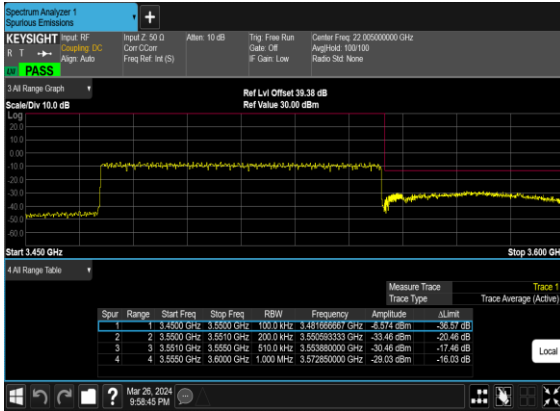 Spectrum Analyzer 1
Spurious Emissions
KEYSIGHT Input: RF Input Z: 50 Ω Atten: 10 dB Trig: Free Run Center Freq: 22.005000000 GHz
R T Coupling: DC Corr CCorr Gate: Off Avg|Hold: 100/100
Align: Auto Freq Ref: Int (S) IF Gain: Low Radio Std: None
PASS
3 All Range Graph
Ref Lvl Offset 39.38 dB
Scale/Div 10.0 dB Ref Value 30.00 dBm
Log
20.0
10.0
0.00
-10.0
-20.0
-30.0
-40.0
-50.0
-60.0
Start 3.450 GHz Stop 3.600 GH
4 All Range Table
Measure Trace Trace 1
Trace Type Trace Average (Active)
Spur Range Start Freq Stop Freq RBW Frequency Amplitude ΔLimit
1 1 3.4500 GHz 3.5500 GHz 100.0 kHz 3.481666667 GHz -6.574 dBm -36.57 dB
2 2 3.5500 GHz 3.5510 GHz 200.0 kHz 3.550593333 GHz -33.46 dBm -20.46 dB
3 3 3.5510 GHz 3.5550 GHz 510.0 kHz 3.553880000 GHz -30.46 dBm -17.46 dB
4 4 3.5550 GHz 3.6000 GHz 1.000 MHz 3.572850000 GHz -29.03 dBm -16.03 dB
Local
?
Mar 26, 2024
9:58:45 PM